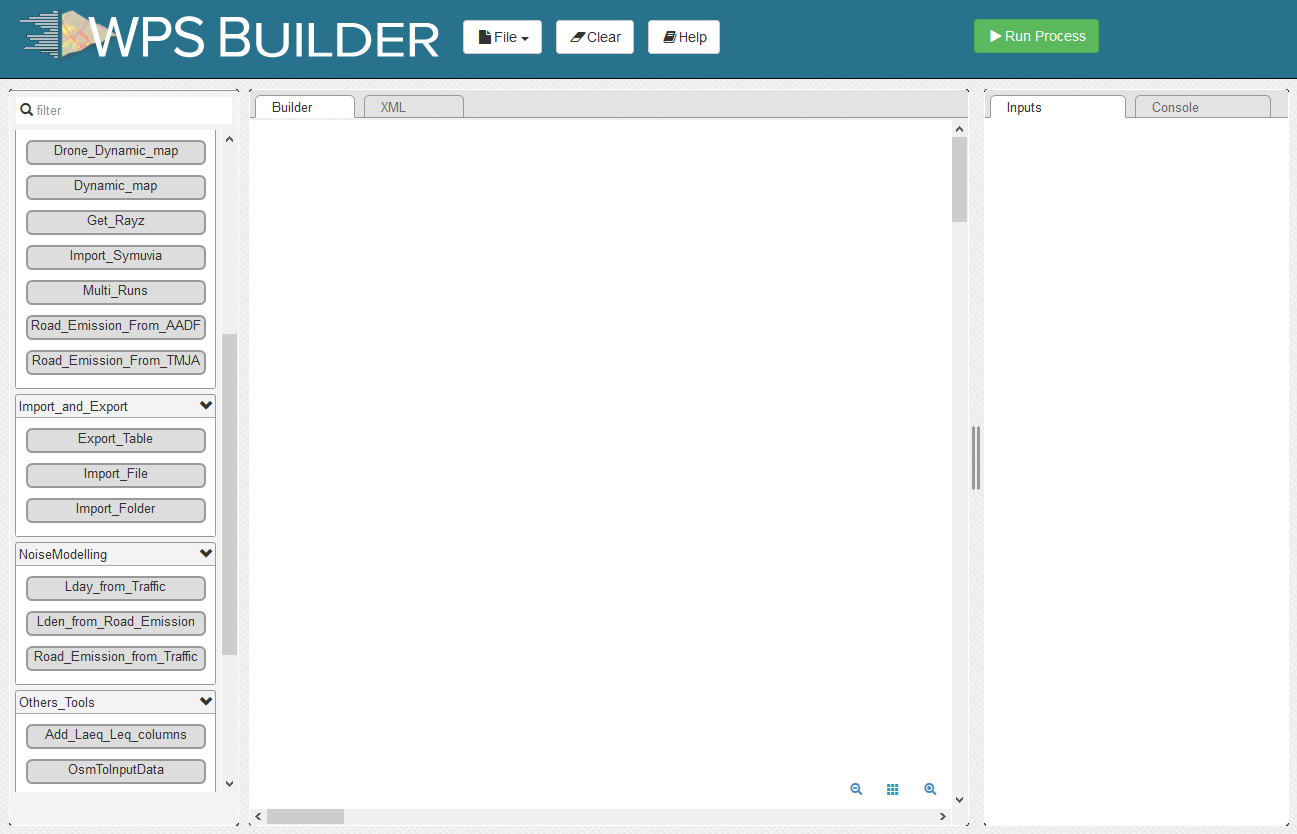 WPS BUILDER
File
Clear
Help
Run Process
filter
Drone_Dynamic_map
Dynamic_map
Get_Rayz
Import_Symuvia
Multi_Runs
Road_Emission_From_AADF
Road_Emission_From_TMJA
Import_and_Export
Export_Table
Import_File
Import_Folder
NoiseModelling
Lday_from_Traffic
Lden_from_Road_Emission
Road_Emission_from_Traffic
Others_Tools
Add_Laeq_Leq_columns
OsmToInputData
Builder
XML
Inputs
Console